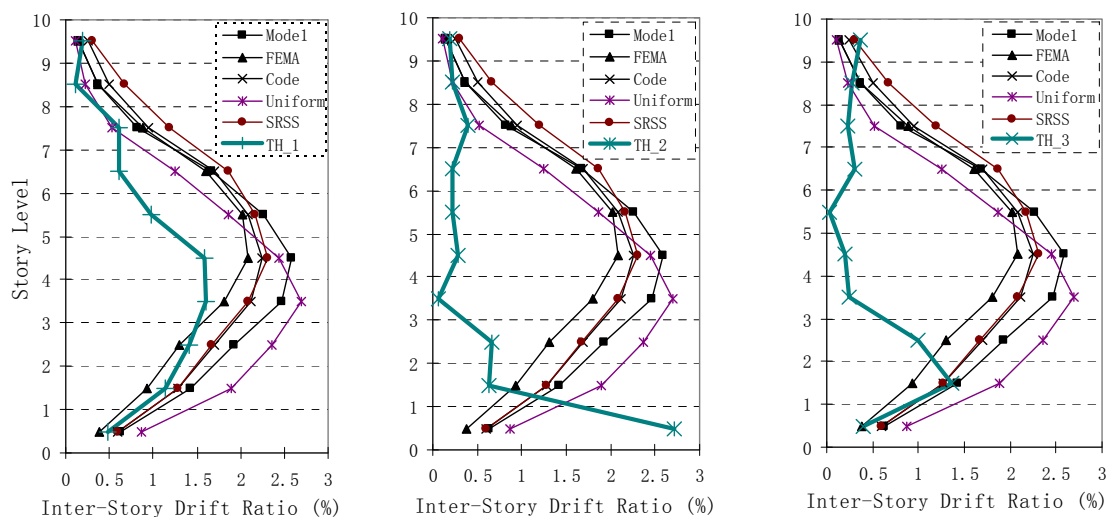 Story Level
10
9
8
7
6
5
4
3
2
1
0
0 0.5 1 1.5 2 2.5 3
Inter-Story Drift Ratio (%)
Mode1
FEMA
Code
Uniform
SRSS
TH_1
10
9
8
7
6
5
4
3
2
1
0
0 0.5 1 1.5 2 2.5 3
Inter-Story Drift Ratio (%)
Mode1
FEMA
Code
Uniform
SRSS
TH_2
10
9
8
7
6
5
4
3
2
1
0
0 0.5 1 1.5 2 2.5 3
Inter-Story Drift Ratio (%)
Mode1
FEMA
Code
Uniform
SRSS
TH_3